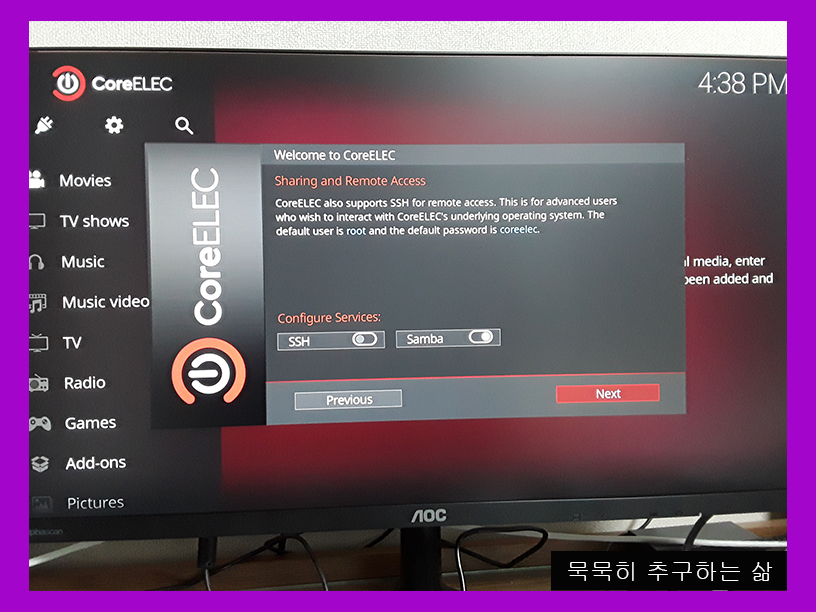 CoreELEC
4:38 PM
Movies
TV shows
Music
Music video
TV
Radio
Games
Add-ons
Pictures
CoreELEC
Welcome to CoreELEC
Sharing and Remote Access
CoreELEC also supports SSH for remote access. This is for advanced users
who wish to interact with CoreELEC's underlying operating system. The
default user is root and the default password is coreelec.
Configure Services:
SSH
Samba
Previous
Next
l media, enter
been added and
AOC
묵묵히 추구하는 삶